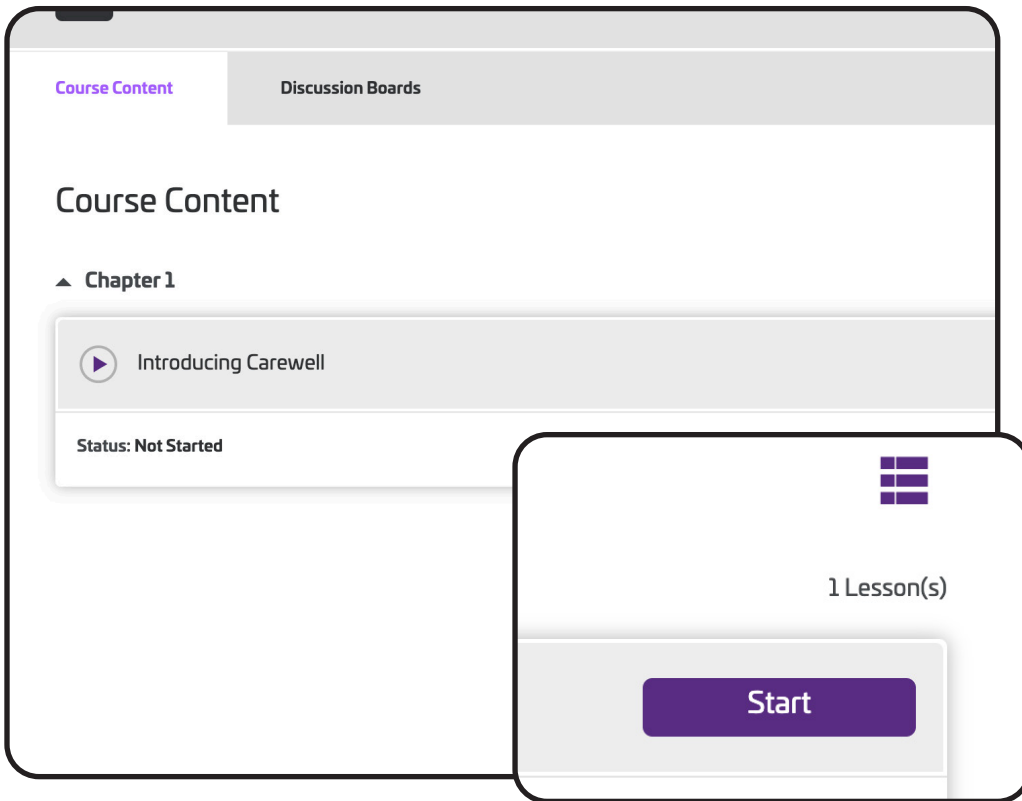 Course Content
Discussion Boards
Course Content
Chapter 1
Introducing Carewell
Status: Not Started
1 Lesson(s)
Start